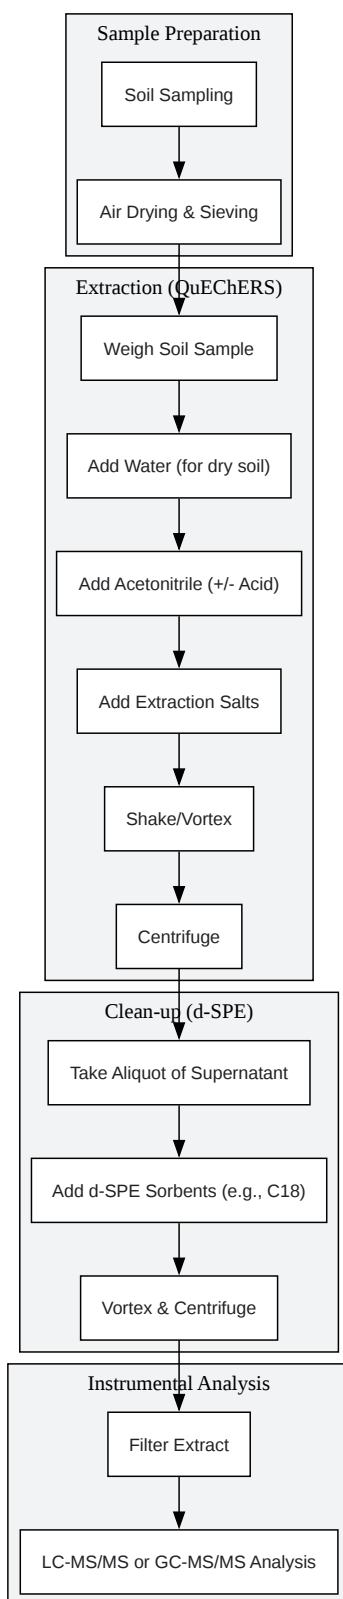 Sample Preparation
Soil Sampling
Air Drying & Sieving
Extraction (QuEChERS)
Weigh Soil Sample
Add Water (for dry soil)
Add Acetonitrile (+/- Acid)
Add Extraction Salts
Shake/Vortex
Centrifuge
Clean-up (d-SPE)
Take Aliquot of Supernatant
Add d-SPE Sorbents (e.g., C18)
Vortex & Centrifuge
Instrumental Analysis
Filter Extract
LC-MS/MS or GC-MS/MS Analysis